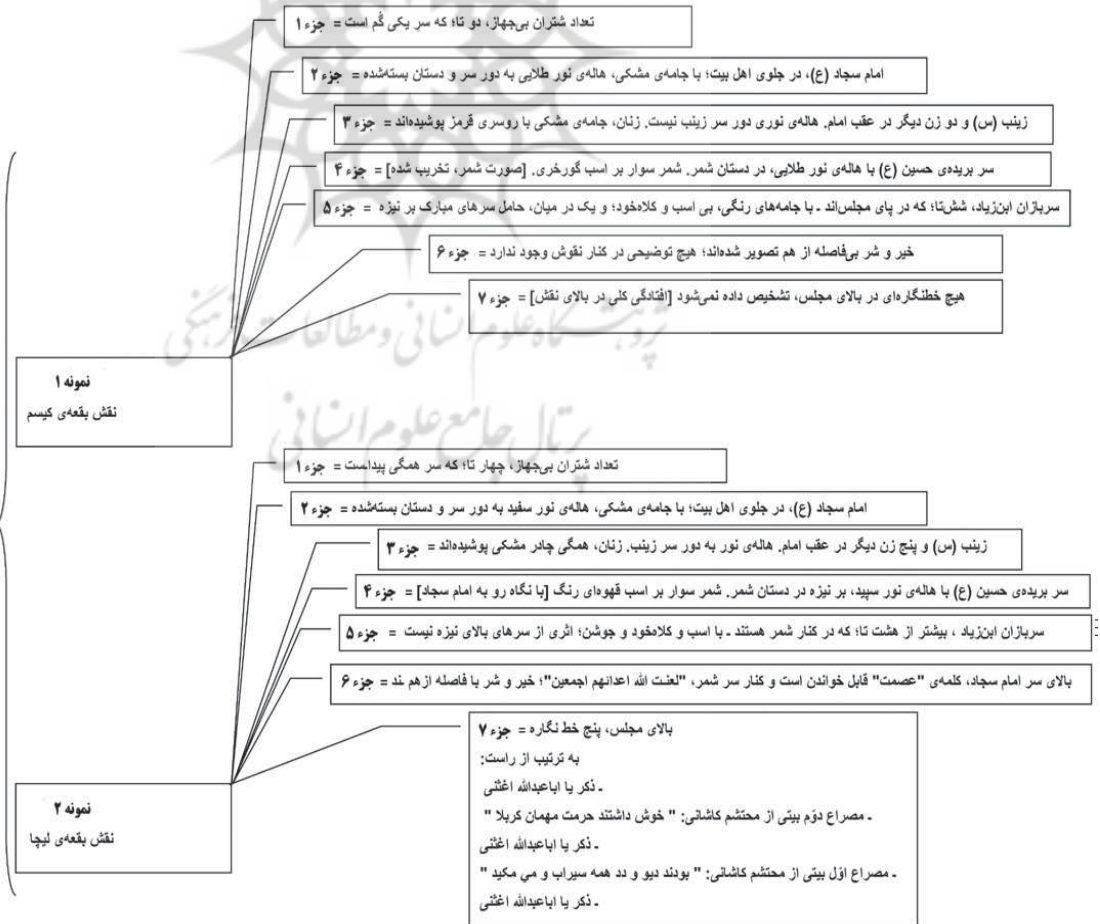 تعداد شتران بی‌جهاز، دو تا؛ که سر یکی گُم است = جزء ۱
امام سجاد (ع)، در جلوی اهل بیت؛ با جامه‌ی مشکی، هاله‌ی نور طلایی به دور سر و دستان بسته‌شده = جزء ۲
زینب (س) و دو زن دیگر در عقب امام. هاله‌ی نوری دور سر زینب نیست. زنان، جامه‌ی مشکی با روسری قرمز پوشیده‌اند = جزء ۳
سر بریده‌ی حسین (ع) با هاله‌ی نور طلایی، در دستان شمر. شمر سوار بر اسب گورخری. [صورت شمر، تخریب شده] = جزء ۴
سربازان ابن‌زیاد، شش‌تا؛ که در پای مجلس‌اند ـ با جامه‌های رنگی، بی اسب و کلاه‌خود؛ و یک در میان، حامل سرهای مبارک بر نیزه = جزء ۵
خیر و شر بی‌فاصله از هم تصویر شده‌اند؛ هیچ توضیحی در کنار نقوش وجود ندارد = جزء ۶
هیچ خطنگاره‌ای در بالای مجلس، تشخیص داده نمی‌شود [افتادگی کلی در بالای نقش] = جزء ۷
نمونه ۱
نقش بقعه‌ی کیسم
پژوهشگاه علوم انسانی و مطالعات فرهنگی
پرتال جامع علوم انسانی
تعداد شتران بی‌جهاز، چهار تا؛ که سر همگی پیداست = جزء ۱
امام سجاد (ع)، در جلوی اهل بیت؛ با جامه‌ی مشکی، هاله‌ی نور سفید به دور سر و دستان بسته‌شده = جزء ۲
زینب (س) و پنج زن دیگر در عقب امام. هاله‌ی نور به دور سر زینب. زنان، همگی چادر مشکی پوشیده‌اند = جزء ۳
سر بریده‌ی حسین (ع) با هاله‌ی نور سپید، بر نیزه در دستان شمر. شمر سوار بر اسب قهوه‌ای رنگ [با نگاه رو به امام سجاد] = جزء ۴
سربازان ابن‌زیاد ، بیشتر از هشت تا؛ که در کنار شمر هستند ـ با اسب و کلاه‌خود و جوشن؛ اثری از سرهای بالای نیزه نیست = جزء ۵
بالای سر امام سجاد، کلمه‌ی "عصمت" قابل خواندن است و کنار سر شمر، "لعنت الله اعدائهم اجمعین"؛ خیر و شر با فاصله ازهم ند = جزء ۶
بالای مجلس، پنج خط نگاره = جزء ۷
به ترتیب از راست:
ـ ذکر یا اباعبدالله اغثنی
ـ مصراع دوّم بیتی از محتشم کاشانی: " خوش داشتند حرمت مهمان کربلا "
ـ ذکر یا اباعبدالله اغثنی
ـ مصراع اوّل بیتی از محتشم کاشانی: " بودند دیو و دد همه سیراب و می مکید "
ـ ذکر یا اباعبدالله اغثنی
نمونه ۲
نقش بقعه‌ی لیچا